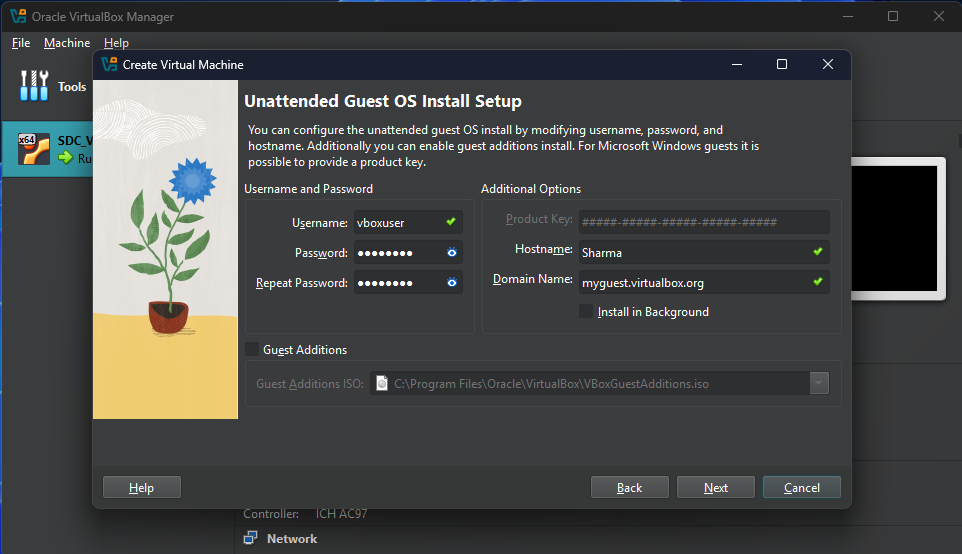 Oracle VirtualBox Manager
File Machine Help
Tools
x64
SDC_V
Ru
Create Virtual Machine
Unattended Guest OS Install Setup
You can configure the unattended guest OS install by modifying username, password, and
hostname. Additionally you can enable guest additions install. For Microsoft Windows guests it is
possible to provide a product key.
Username and Password
Username: vboxuser
Password: ●●●●●●●●
Repeat Password: ●●●●●●●●
Additional Options
Product Key: #####-#####-#####-#####-#####
Hostname: Sharma
Domain Name: myguest.virtualbox.org
Install in Background
Guest Additions
Guest Additions ISO: C:\Program Files\Oracle\VirtualBox\VBoxGuestAdditions.iso
Help Back Next Cancel
Controller: ICH AC97
Network